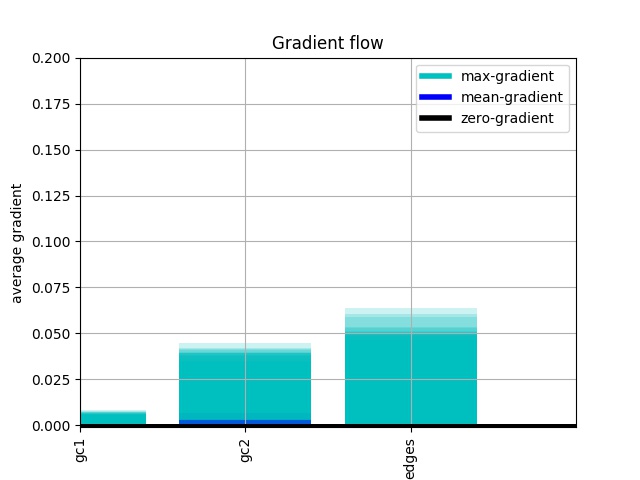 Gradient flow
0.200
0.175
0.150
0.125
0.100
0.075
0.050
0.025
0.000
average gradient
max-gradient
mean-gradient
zero-gradient
gc1
gc2
edges